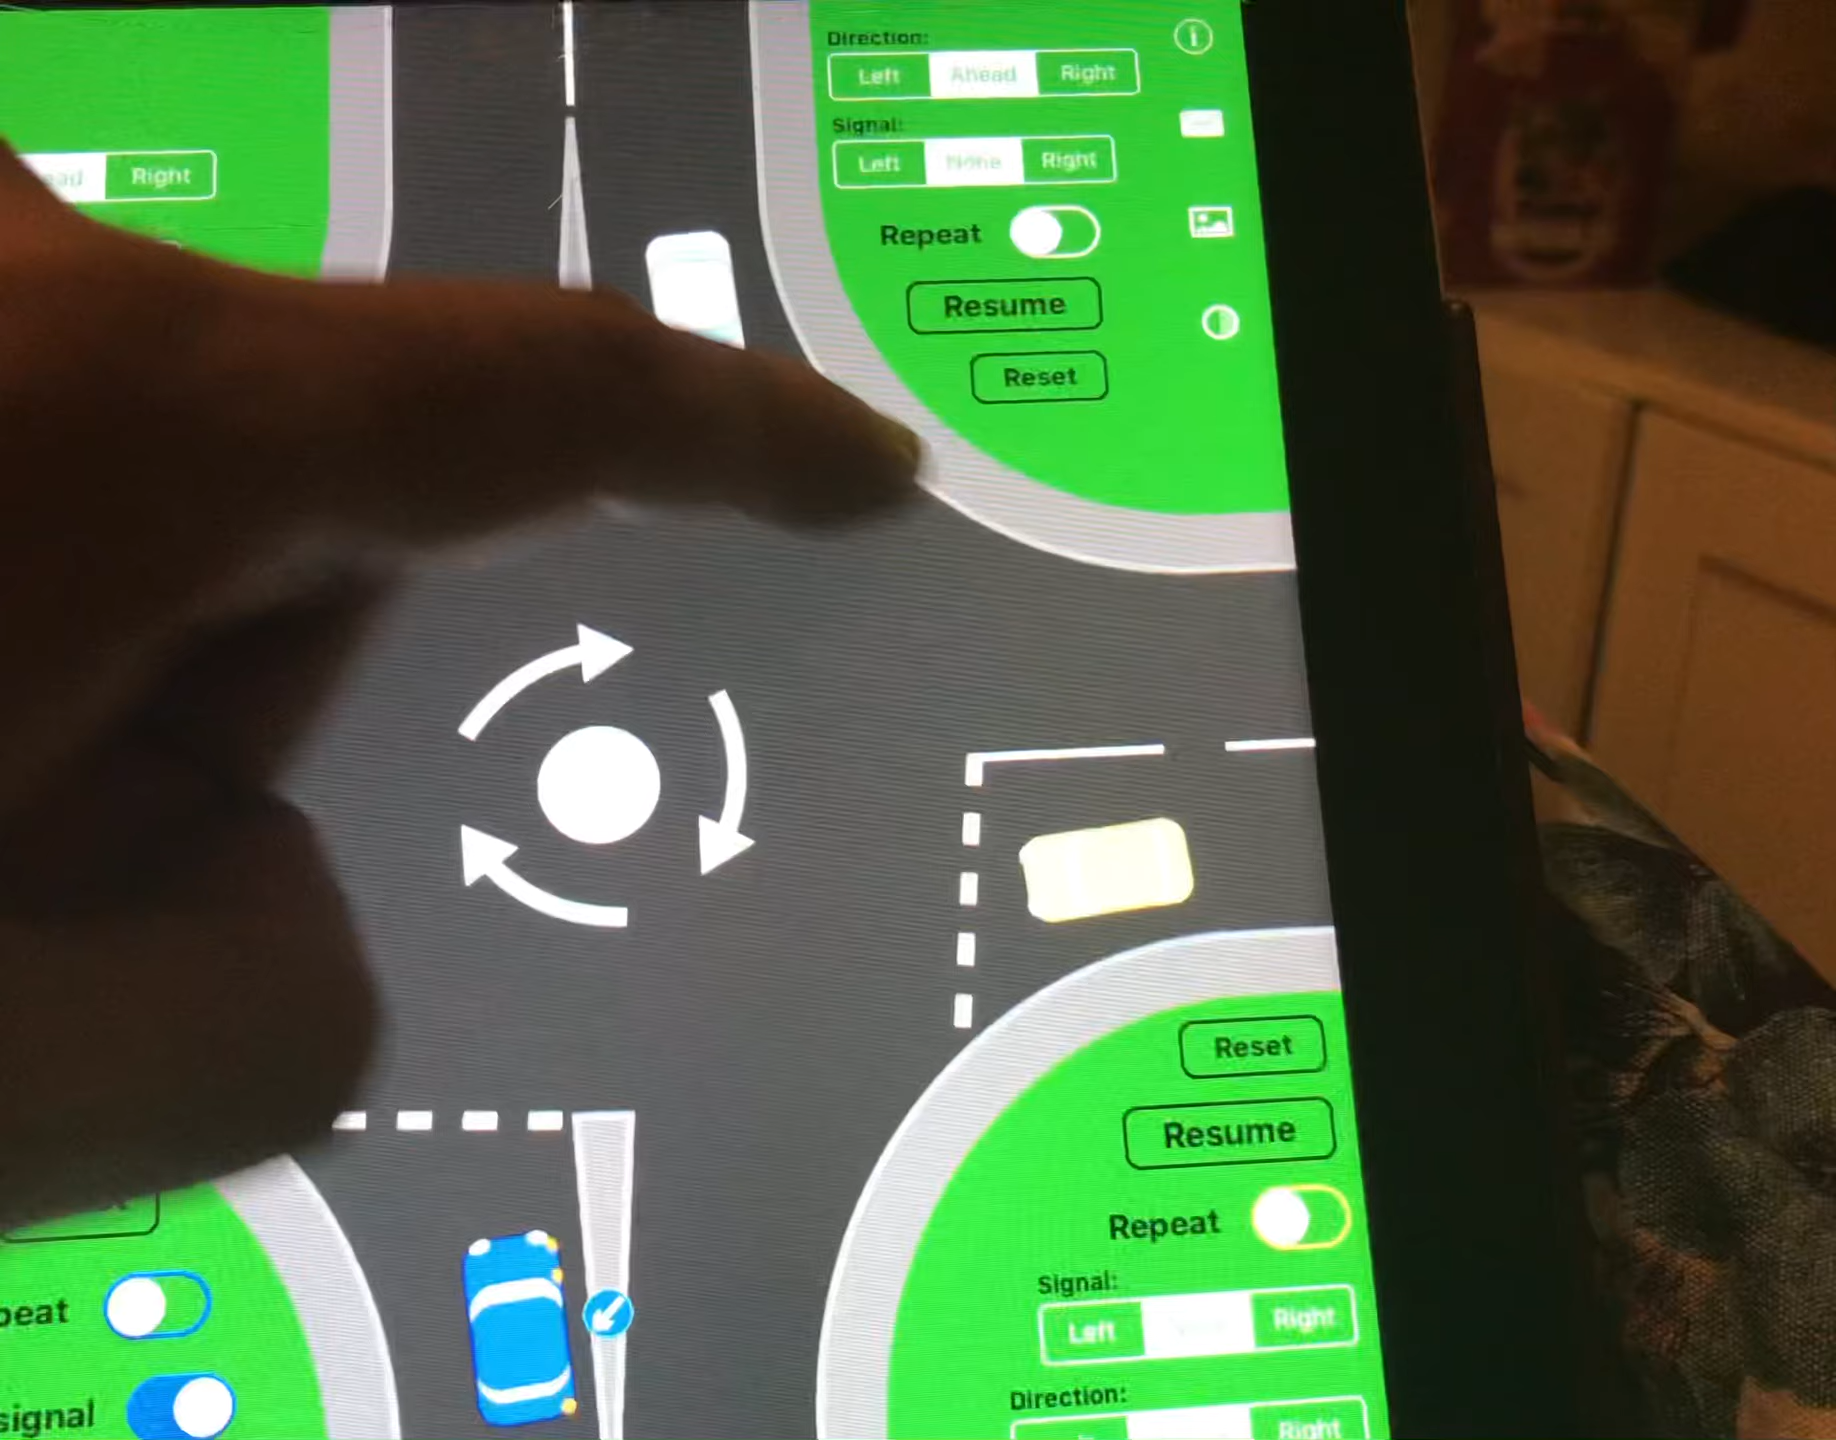 Direction:
Left Ahead Right
Signal:
Left None Right
Right
Repeat
Resume
Reset
Reset
Resume
Repeat
Signal:
Left Right
Direction:
Right
peat
signal